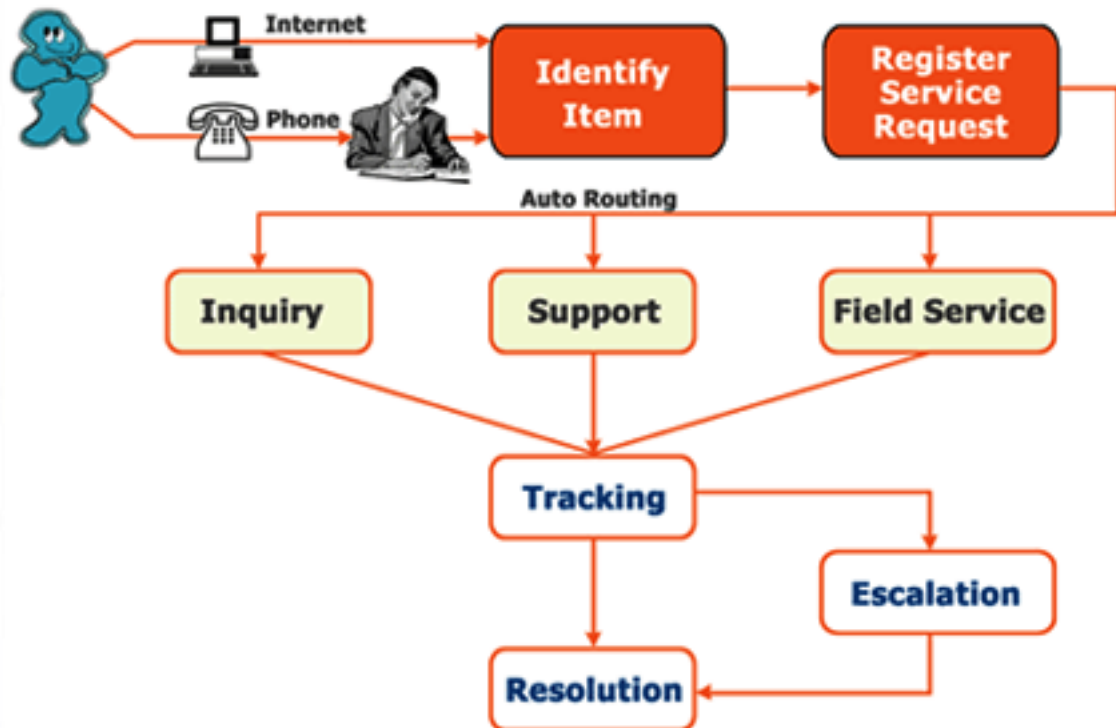 Internet
Phone
Identify
Item
Register
Service
Request
Auto Routing
Inquiry
Support
Field Service
Tracking
Escalation
Resolution